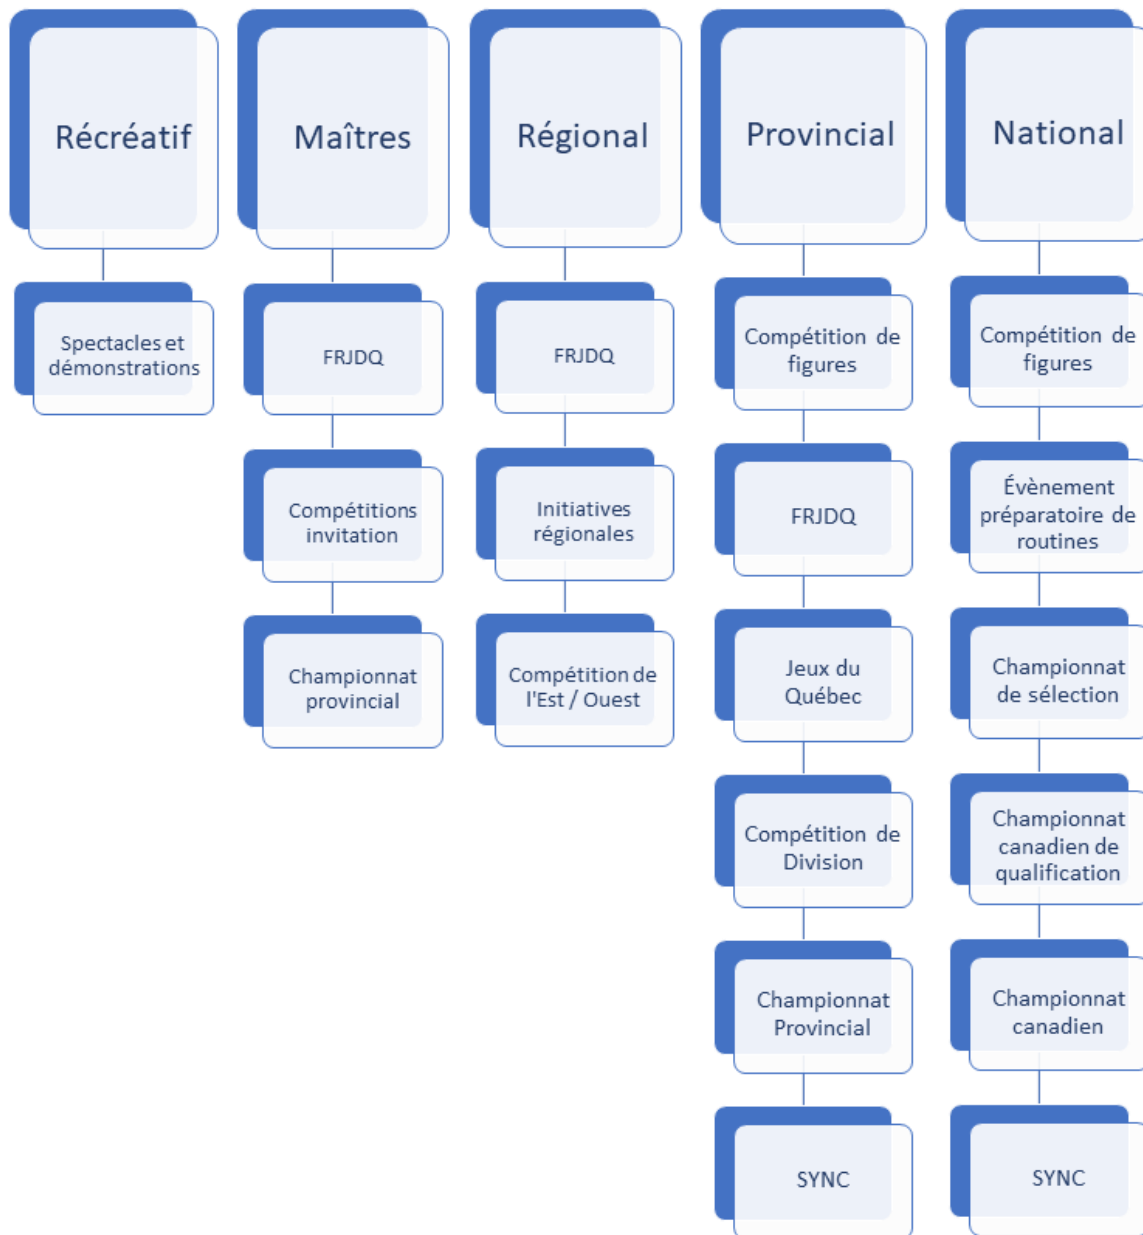 Récréatif
Spectacles et
démonstrations
Maîtres
FRJDQ
Compétitions
invitation
Championnat
provincial
Régional
FRJDQ
Initiatives
régionales
Compétition de
l'Est / Ouest
Provincial
Compétition de
figures
FRJDQ
Jeux du
Québec
Compétition de
Division
Championnat
Provincial
SYNC
National
Compétition de
figures
Évènement
préparatoire de
routines
Championnat
de sélection
Championnat
canadien de
qualification
Championnat
canadien
SYNC